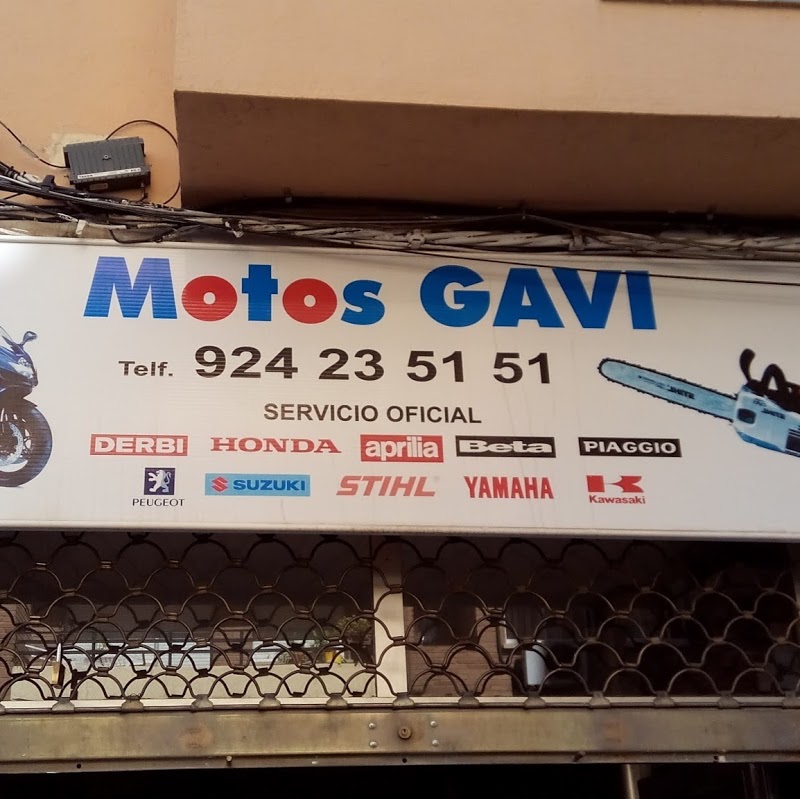 Motos GAVI
Telf. 924 23 51 51
SERVICIO OFICIAL
DERBI HONDA aprilia Beta PIAGGIO
PEUGEOT SUZUKI STIHL YAMAHA Kawasaki